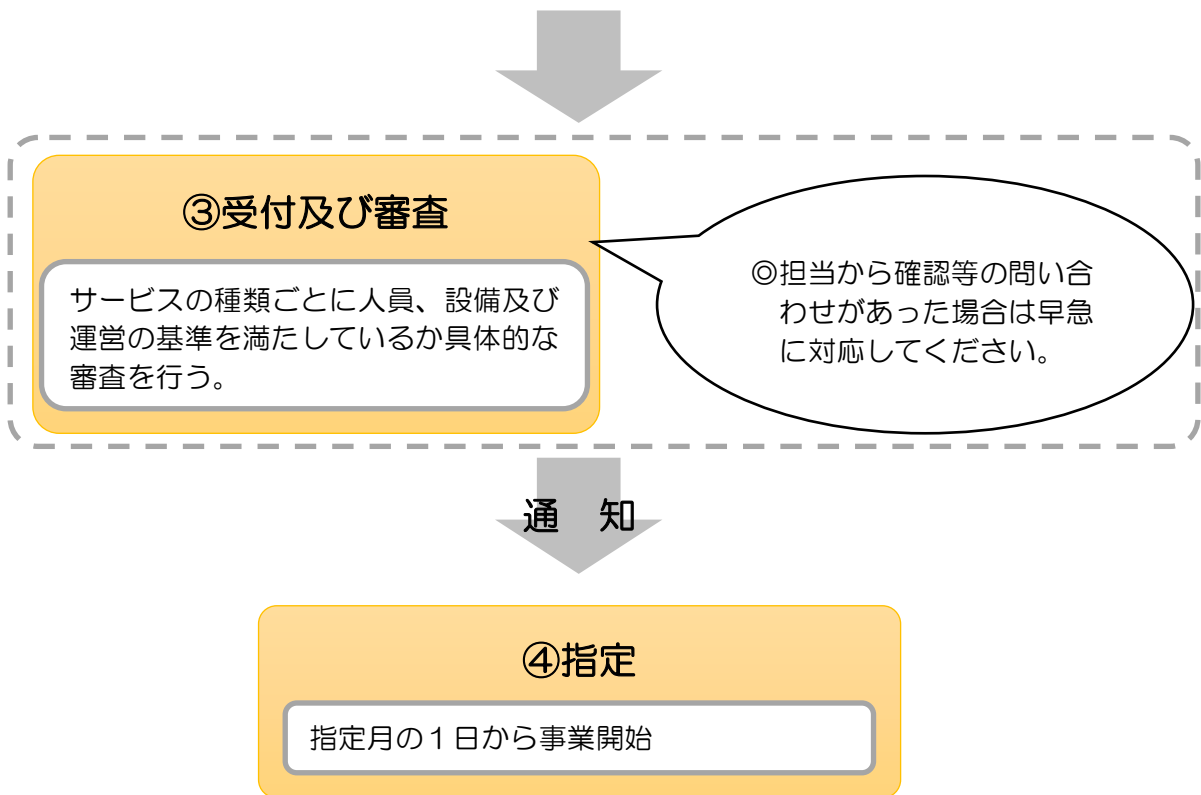 ③受付及び審査
サービスの種類ごとに人員、設備及び
運営の基準を満たしているか具体的な
審査を行う。
◎担当から確認等の問い合
わせがあった場合は早急
に対応してください。
通　知
④指定
指定月の１日から事業開始